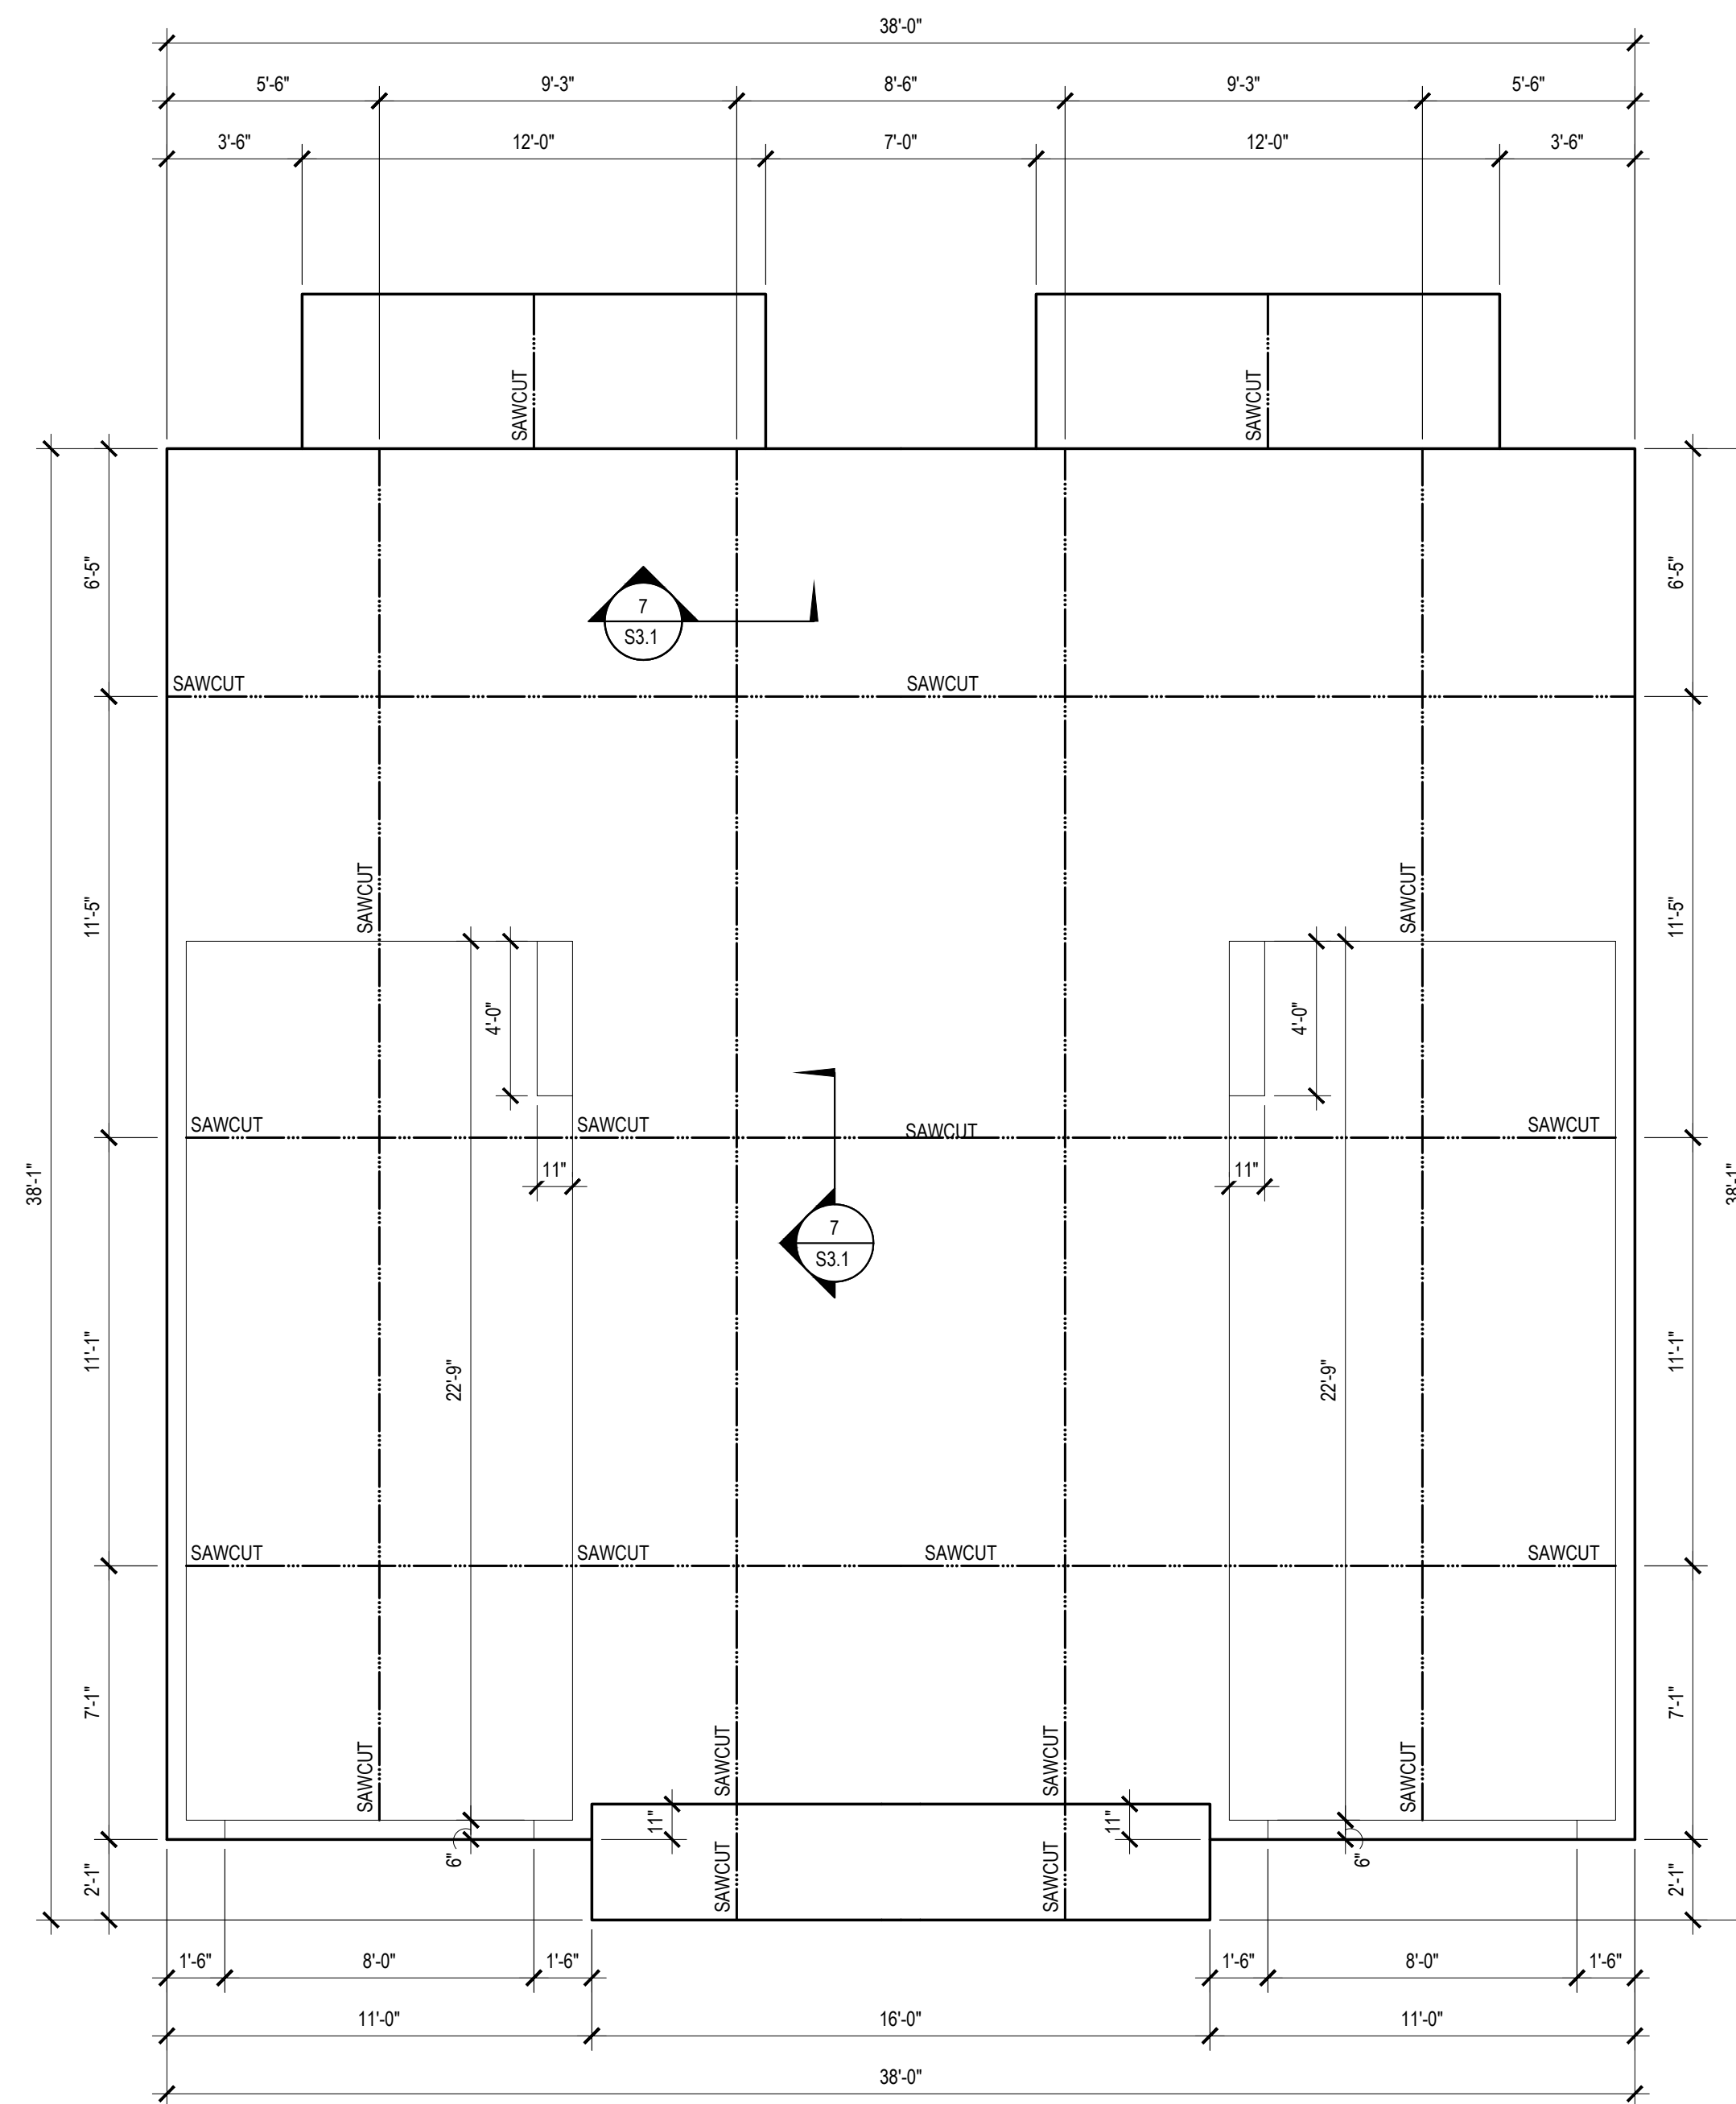 38'-0"
5'-6" 9'-3" 8'-6" 9'-3" 5'-6"
3'-6" 12'-0" 7'-0" 12'-0" 3'-6"
SAWCUT SAWCUT
6'-5" 6'-5"
7
S3.1
SAWCUT SAWCUT
SAWCUT SAWCUT
11'-5" 11'-5"
4'-0" 4'-0"
SAWCUT SAWCUT SAWCUT SAWCUT
11" 11"
38'-1" 38'-1"
7
S3.1
11'-1" 22'-9" 22'-9" 11'-1"
SAWCUT SAWCUT SAWCUT SAWCUT
7'-1" 7'-1"
SAWCUT SAWCUT SAWCUT SAWCUT
11" 11"
6" 6"
2'-1" SAWCUT SAWCUT 2'-1"
1'-6" 8'-0" 1'-6" 1'-6" 8'-0" 1'-6"
11'-0" 16'-0" 11'-0"
38'-0"